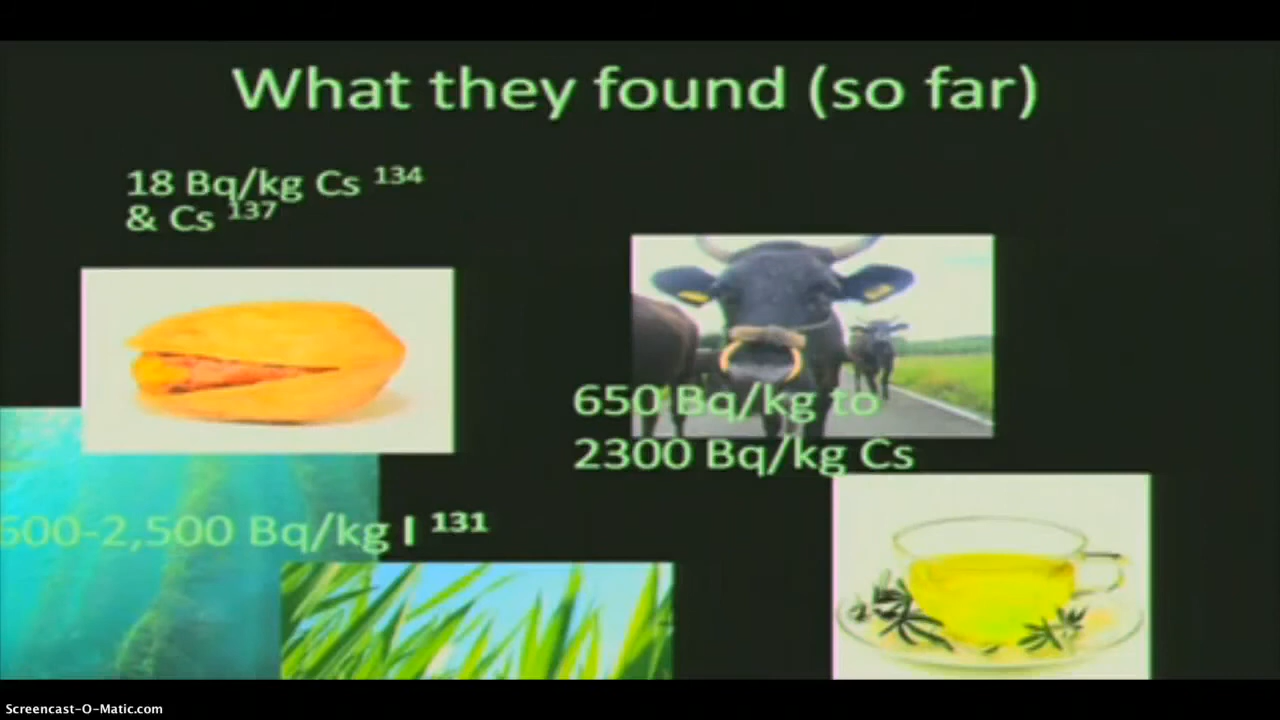 What they found (so far)
18 Bq/kg Cs ¹³⁴
& Cs ¹³⁷
650 Bq/kg to
2300 Bq/kg Cs
600-2,500 Bq/kg I ¹³¹
Screencast-O-Matic.com